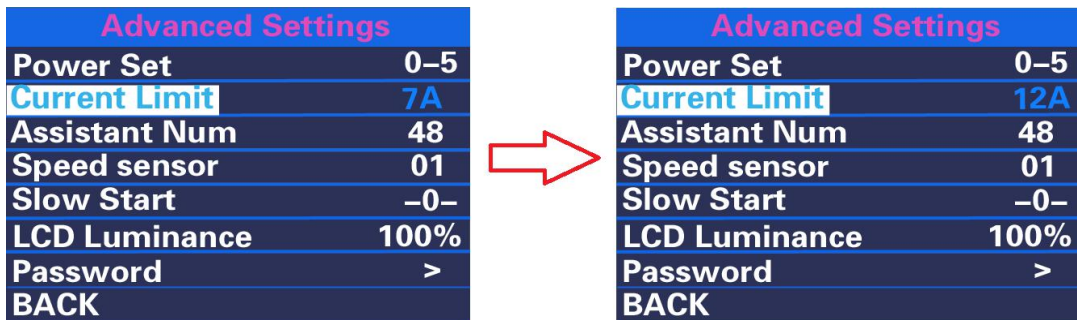 Advanced Settings
Power Set 0–5
Current Limit 7A
Assistant Num 48
Speed sensor 01
Slow Start –0–
LCD Luminance 100%
Password >
BACK
Advanced Settings
Power Set 0–5
Current Limit 12A
Assistant Num 48
Speed sensor 01
Slow Start –0–
LCD Luminance 100%
Password >
BACK